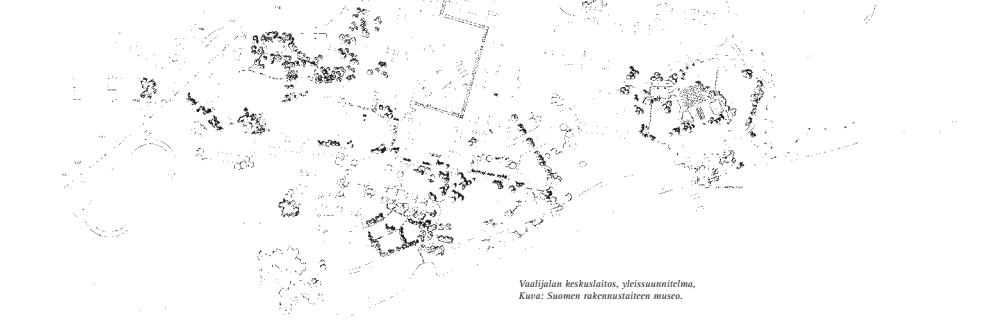 Vaalijalan keskuslaitos, yleissuunnitelma,
Kuva: Suomen rakennustaiteen museo.